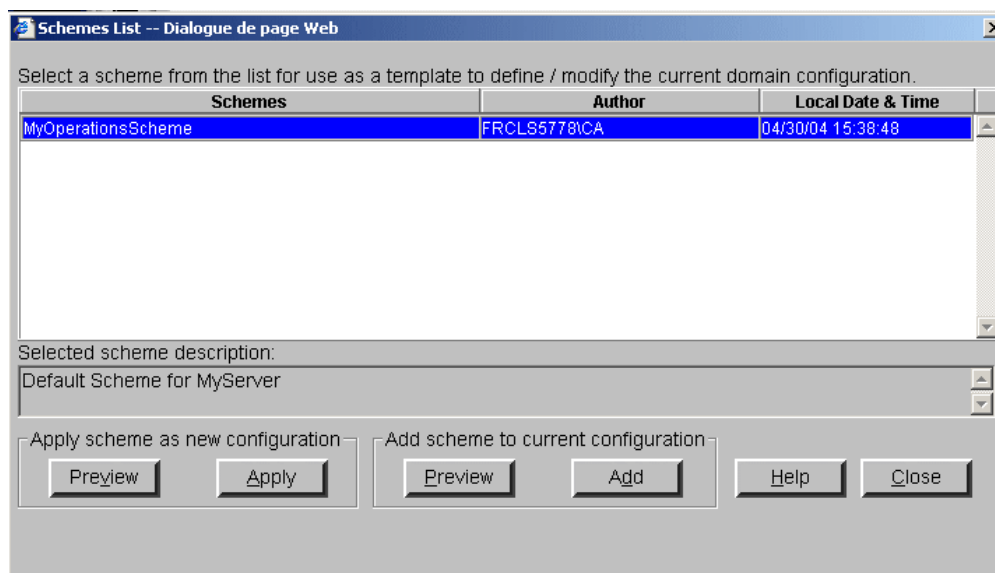 Schemes List -- Dialogue de page Web
Select a scheme from the list for use as a template to define / modify the current domain configuration.
Schemes Author Local Date & Time
MyOperationsScheme FRCLS5778\CA 04/30/04 15:38:48
Selected scheme description:
Default Scheme for MyServer
Apply scheme as new configuration Add scheme to current configuration
Preview Apply Preview Add Help Close